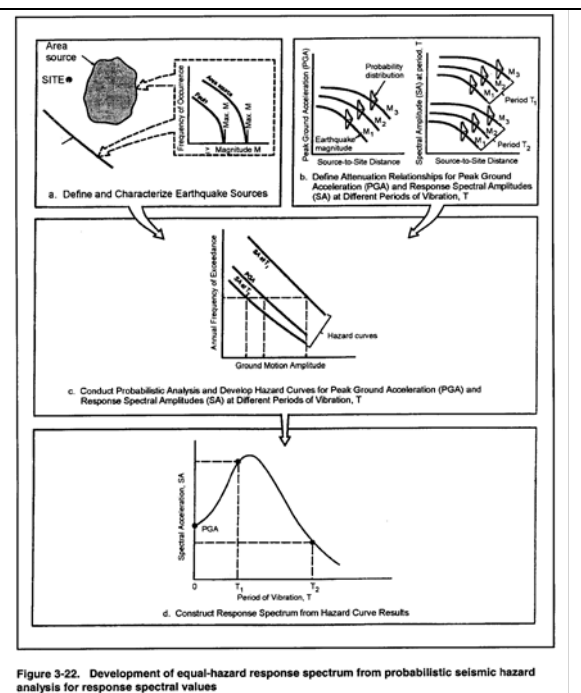 Area
source
SITE
Frequency of Occurrence
Area source
Fault
Max. M
Max. M
Magnitude M
a. Define and Characterize Earthquake Sources
Peak Ground Acceleration (PGA)
Probability
distribution
M3
M2
M1
Earthquake
magnitude
Source-to-Site Distance
Spectral Amplitude (SA) at period, T
M3
M2
M1
Period T1
M3
M2
M1
Period T2
Source-to-Site Distance
b. Define Attenuation Relationships for Peak Ground
Acceleration (PGA) and Response Spectral Amplitudes
(SA) at Different Periods of Vibration, T
Annual Frequency of Exceedance
SA at T1
PGA
SA at T2
Hazard curves
Ground Motion Amplitude
c. Conduct Probabilistic Analysis and Develop Hazard Curves for Peak Ground Acceleration (PGA) and
Response Spectral Amplitudes (SA) at Different Periods of Vibration, T
Spectral Acceleration, SA
PGA
0
T1
T2
Period of Vibration, T
d. Construct Response Spectrum from Hazard Curve Results
Figure 3-22. Development of equal-hazard response spectrum from probabilistic seismic hazard
analysis for response spectral values